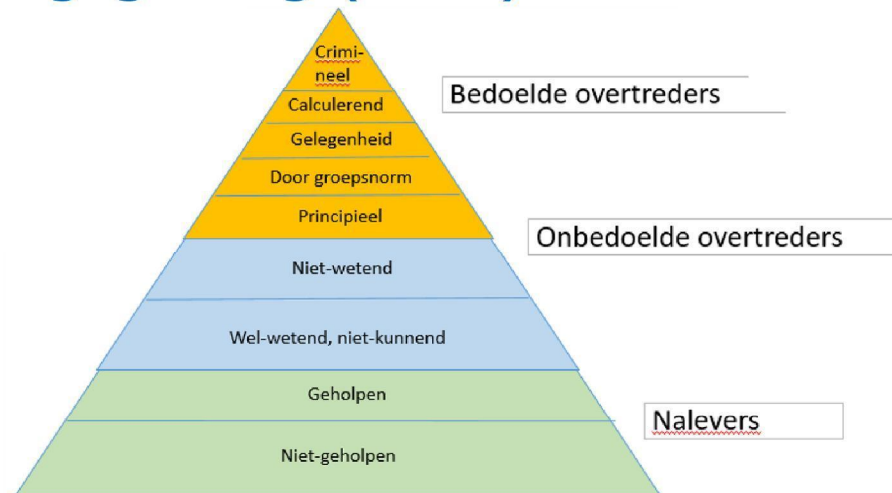 Crimi-
neel
Calculerend
Gelegenheid
Door groepsnorm
Principieel
Niet-wetend
Wel-wetend, niet-kunnend
Geholpen
Niet-geholpen
Bedoelde overtreders
Onbedoelde overtreders
Nalevers